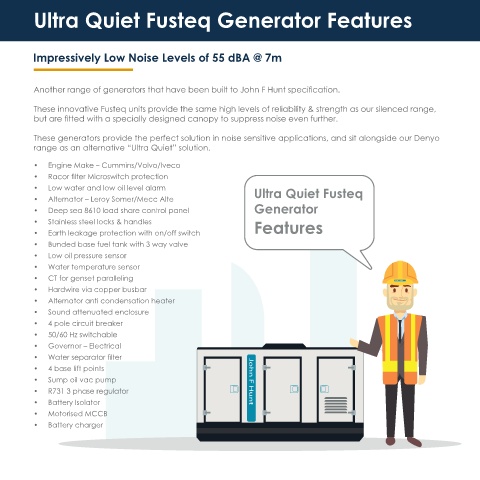 Ultra Quiet Fusteq Generator Features
Impressively Low Noise Levels of 55 dBA @ 7m
Another range of generators that have been built to John F Hunt specification.
These innovative Fusteq units provide the same high levels of reliability & strength as our silenced range,
but are fitted with a specially designed canopy to suppress noise even further.
These generators provide the perfect solution in noise sensitive applications, and sit alongside our Denyo
range as an alternative “Ultra Quiet” solution.
• Engine Make – Cummins/Volvo/Iveco
• Racor filter Microswitch protection
• Low water and low oil level alarm
• Alternator – Leroy Somer/Mecc Alte
• Deep sea 8610 load share control panel
• Stainless steel locks & handles
• Earth leakage protection with on/off switch
• Bunded base fuel tank with 3 way valve
• Low oil pressure sensor
• Water temperature sensor
• CT for genset paralleling
• Hardwire via copper busbar
• Alternator anti condensation heater
• Sound attenuated enclosure
• 4 pole circuit breaker
• 50/60 Hz switchable
• Governor – Electrical
• Water separator filter
• 4 base lift points
• Sump oil vac pump
• R731 3 phase regulator
• Battery isolator
• Motorised MCCB
• Battery charger
Ultra Quiet Fusteq
Generator
Features
John F Hunt